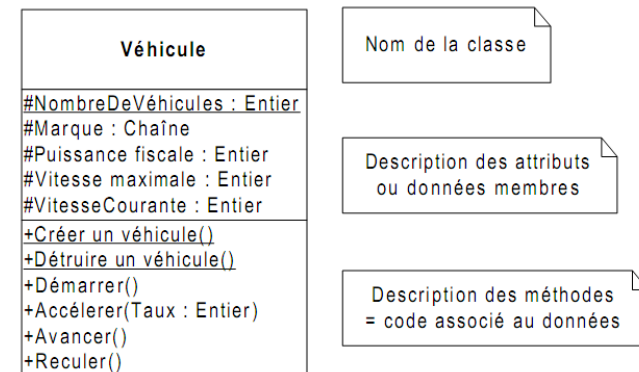 Véhicule
#NombreDeVéhicules : Entier
#Marque : Chaîne
#Puissance fiscale : Entier
#Vitesse maximale : Entier
#VitesseCourante : Entier
+Créer un véhicule()
+Détruire un véhicule()
+Démarrer()
+Accélerer(Taux : Entier)
+Avancer()
+Reculer()
Nom de la classe
Description des attributs
ou données membres
Description des méthodes
= code associé au données